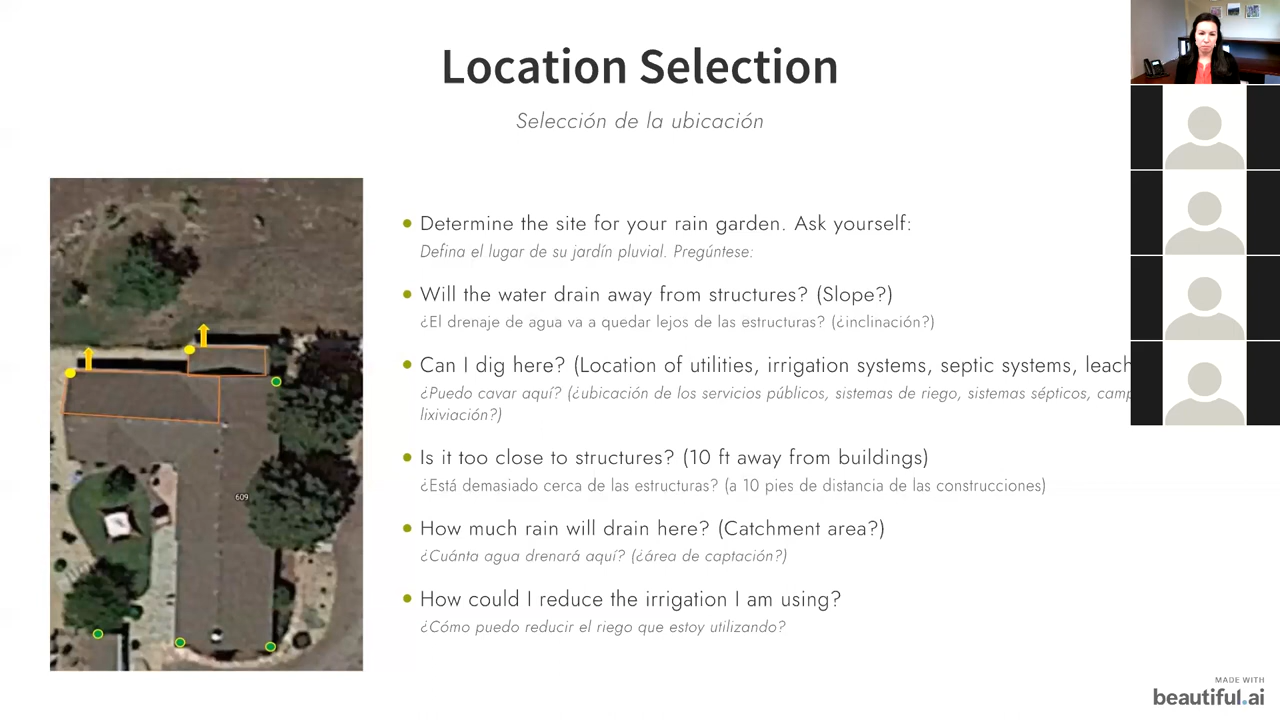 Location Selection
Selección de la ubicación
Determine the site for your rain garden. Ask yourself:
Defina el lugar de su jardín pluvial. Pregúntese:
Will the water drain away from structures? (Slope?)
¿El drenaje de agua va a quedar lejos de las estructuras? (¿inclinación?)
Can I dig here? (Location of utilities, irrigation systems, septic systems, leach
¿Puedo cavar aquí? (¿ubicación de los servicios públicos, sistemas de riego, sistemas sépticos,
lixiviación?)
Is it too close to structures? (10 ft away from buildings)
¿Está demasiado cerca de las estructuras? (a 10 pies de distancia de las construcciones)
How much rain will drain here? (Catchment area?)
¿Cuánta agua drenará aquí? (¿área de captación?)
How could I reduce the irrigation I am using?
¿Cómo puedo reducir el riego que estoy utilizando?
609
MADE WITH
beautiful.ai